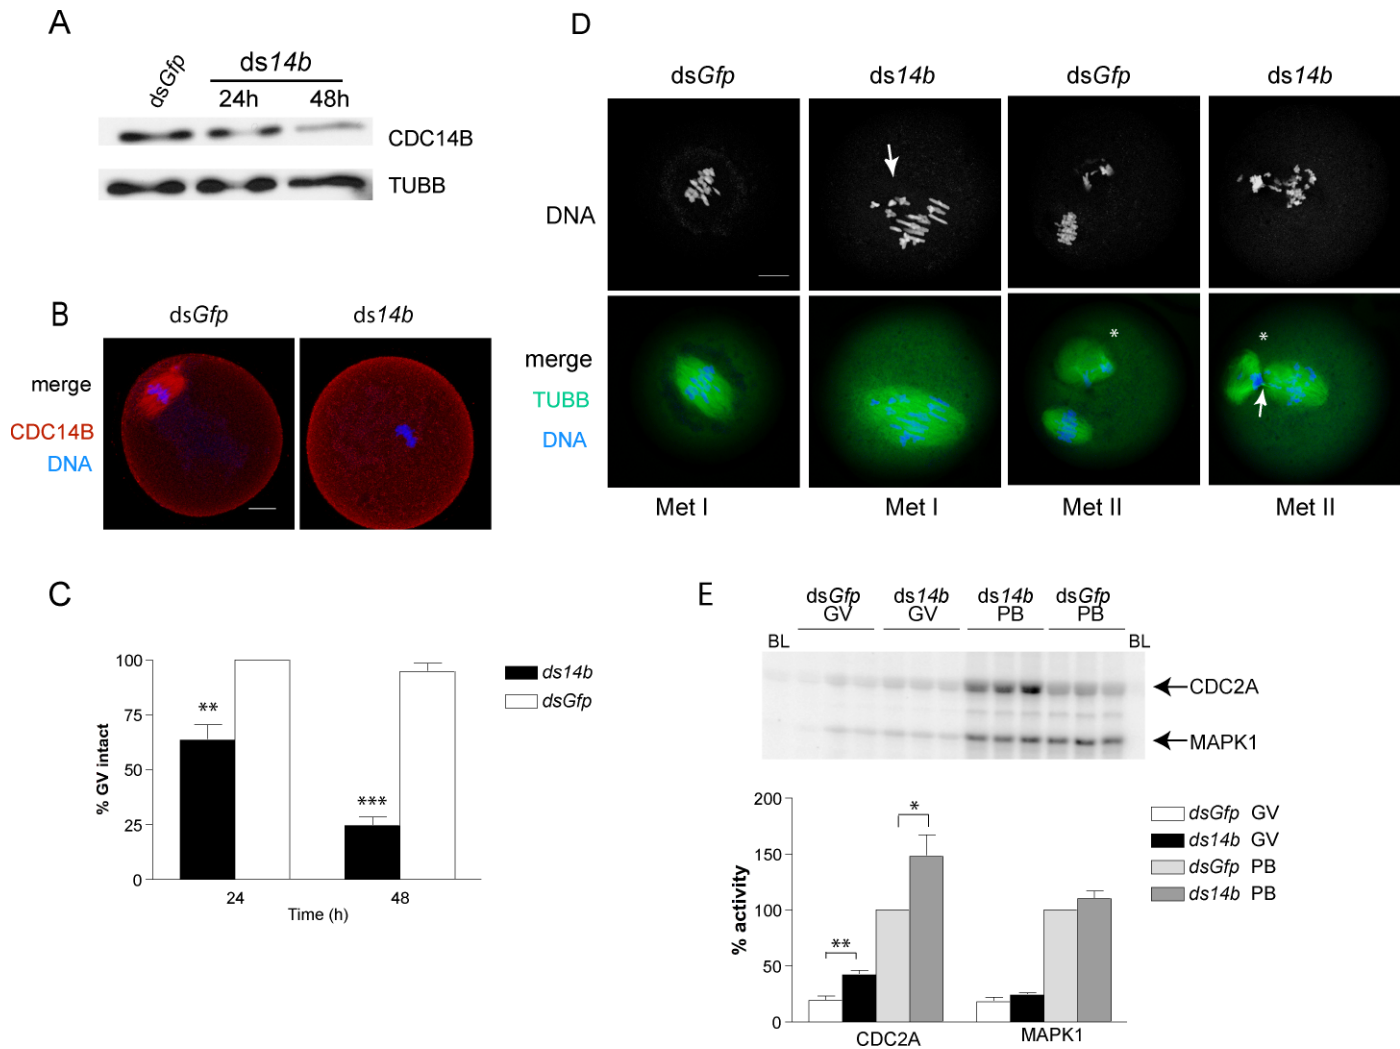 A
dsGfp
ds14b
24h
48h
CDC14B
TUBB
B
dsGfp
ds14b
merge
CDC14B
DNA
C
100
75
50
25
0
% GV intact
**
***
24
48
Time (h)
ds14b
dsGfp
D
dsGfp
ds14b
dsGfp
ds14b
DNA
merge
TUBB
DNA
*
*
Met I
Met I
Met II
Met II
E
dsGfp GV
ds14b GV
ds14b PB
dsGfp PB
BL
BL
CDC2A
MAPK1
200
150
100
50
0
% activity
**
*
CDC2A
MAPK1
dsGfp GV
ds14b GV
dsGfp PB
ds14b PB